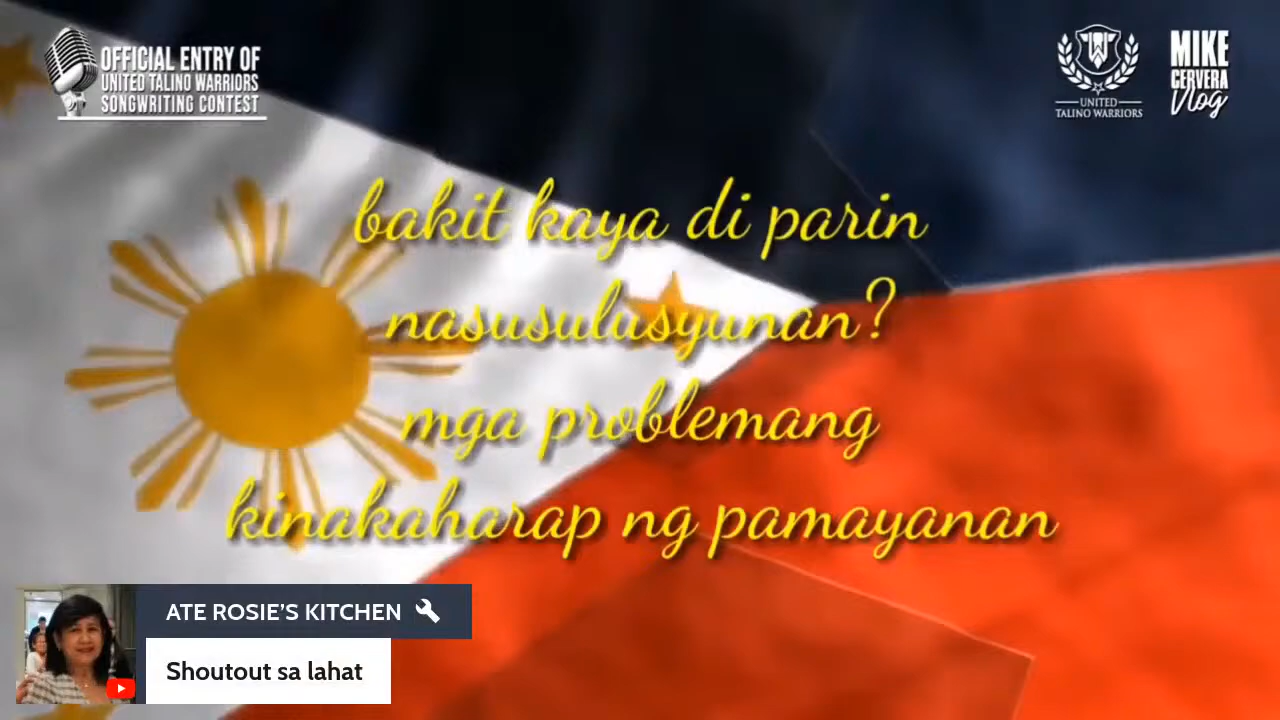 OFFICIAL ENTRY OF
UNITED TALINO WARRIORS
SONGWRITING CONTEST
UNITED
TALINO WARRIORS
MIKE
CERVERA
Vlog
bakit kaya di parin
nasusulusyunan?
mga problemang
kinakaharap ng pamayanan
ATE ROSIE'S KITCHEN
Shoutout sa lahat